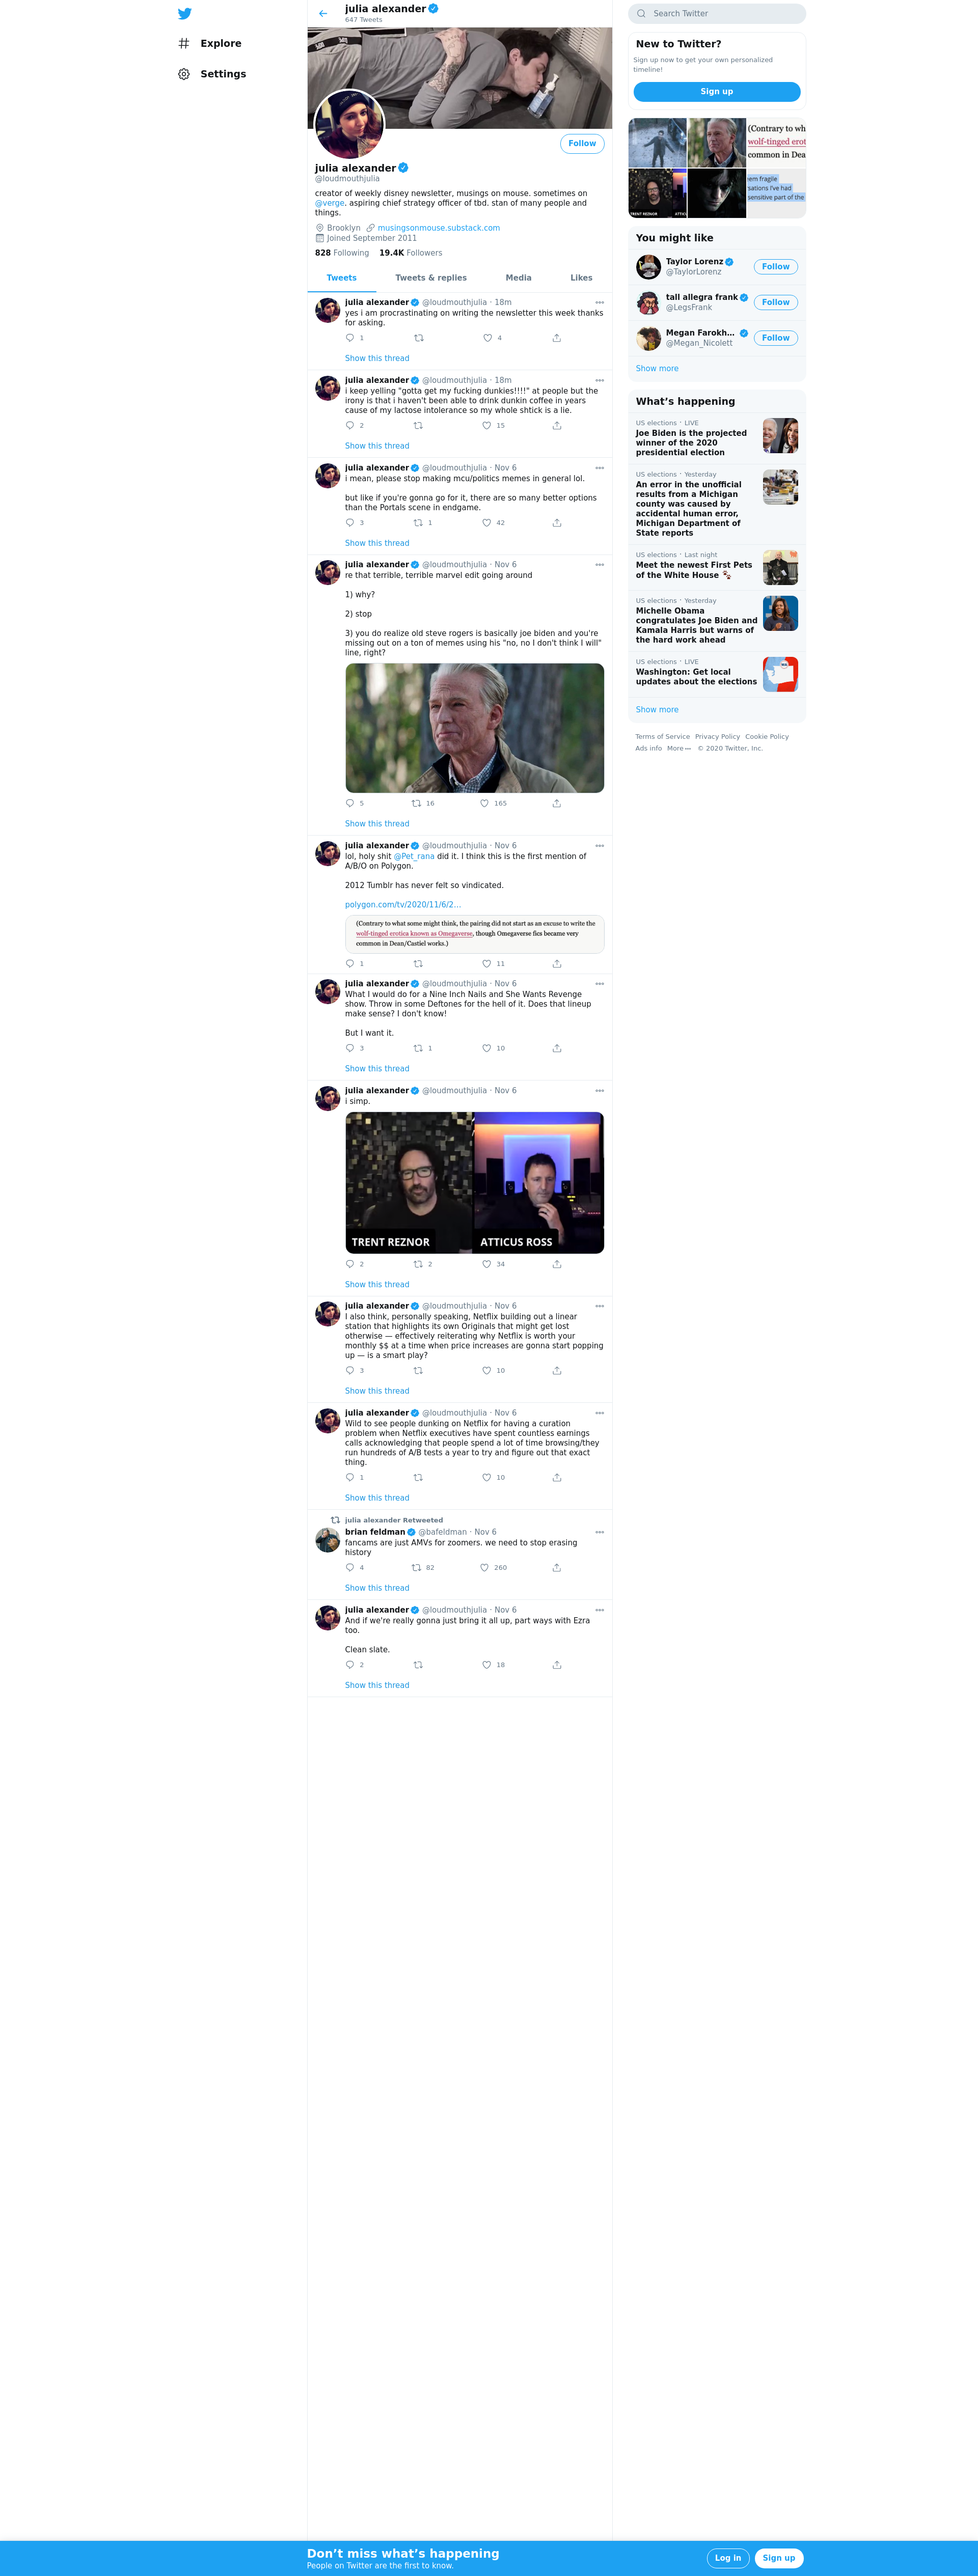 Explore
Settings
julia alexander
647 Tweets
Follow
julia alexander
@loudmouthjulia
creator of weekly disney newsletter, musings on mouse. sometimes on
@verge. aspiring chief strategy officer of tbd. stan of many people and
things.
Brooklyn musingsonmouse.substack.com
Joined September 2011
828 Following 19.4K Followers
Tweets Tweets & replies Media Likes
julia alexander @loudmouthjulia · 18m
yes i am procrastinating on writing the newsletter this week thanks
for asking.
1 4
Show this thread
julia alexander @loudmouthjulia · 18m
i keep yelling "gotta get my fucking dunkies!!!!" at people but the
irony is that i haven't been able to drink dunkin coffee in years
cause of my lactose intolerance so my whole shtick is a lie.
2 15
Show this thread
julia alexander @loudmouthjulia · Nov 6
i mean, please stop making mcu/politics memes in general lol.
but like if you're gonna go for it, there are so many better options
than the Portals scene in endgame.
3 1 42
Show this thread
julia alexander @loudmouthjulia · Nov 6
re that terrible, terrible marvel edit going around
1) why?
2) stop
3) you do realize old steve rogers is basically joe biden and you're
missing out on a ton of memes using his "no, no I don't think I will"
line, right?
5 16 165
Show this thread
julia alexander @loudmouthjulia · Nov 6
lol, holy shit @Pet_rana did it. I think this is the first mention of
A/B/O on Polygon.
2012 Tumblr has never felt so vindicated.
polygon.com/tv/2020/11/6/2…
(Contrary to what some might think, the pairing did not start as an excuse to write the
wolf-tinged erotica known as Omegaverse, though Omegaverse fics became very
common in Dean/Castiel works.)
1 11
julia alexander @loudmouthjulia · Nov 6
What I would do for a Nine Inch Nails and She Wants Revenge
show. Throw in some Deftones for the hell of it. Does that lineup
make sense? I don't know!
But I want it.
3 1 10
Show this thread
julia alexander @loudmouthjulia · Nov 6
i simp.
TRENT REZNOR ATTICUS ROSS
2 2 34
Show this thread
julia alexander @loudmouthjulia · Nov 6
I also think, personally speaking, Netflix building out a linear
station that highlights its own Originals that might get lost
otherwise — effectively reiterating why Netflix is worth your
monthly $$ at a time when price increases are gonna start popping
up — is a smart play?
3 10
Show this thread
julia alexander @loudmouthjulia · Nov 6
Wild to see people dunking on Netflix for having a curation
problem when Netflix executives have spent countless earnings
calls acknowledging that people spend a lot of time browsing/they
run hundreds of A/B tests a year to try and figure out that exact
thing.
1 10
Show this thread
julia alexander Retweeted
brian feldman @bafeldman · Nov 6
fancams are just AMVs for zoomers. we need to stop erasing
history
4 82 260
Show this thread
julia alexander @loudmouthjulia · Nov 6
And if we're really gonna just bring it all up, part ways with Ezra
too.
Clean slate.
2 18
Show this thread
Search Twitter
New to Twitter?
Sign up now to get your own personalized
timeline!
Sign up
(Contrary to wh
wolf-tinged erot
common in Dea
TRENT REZNOR ATTICU
em fragile
sations I've had
sensitive part of the
You might like
Taylor Lorenz
@TaylorLorenz
Follow
tall allegra frank
@LegsFrank
Follow
Megan Farokh...
@Megan_Nicolett
Follow
Show more
What's happening
US elections · LIVE
Joe Biden is the projected
winner of the 2020
presidential election
US elections · Yesterday
An error in the unofficial
results from a Michigan
county was caused by
accidental human error,
Michigan Department of
State reports
US elections · Last night
Meet the newest First Pets
of the White House 🐾
US elections · Yesterday
Michelle Obama
congratulates Joe Biden and
Kamala Harris but warns of
the hard work ahead
US elections · LIVE
Washington: Get local
updates about the elections
Show more
Terms of Service Privacy Policy Cookie Policy
Ads info More © 2020 Twitter, Inc.
Don't miss what's happening
People on Twitter are the first to know.
Log in Sign up